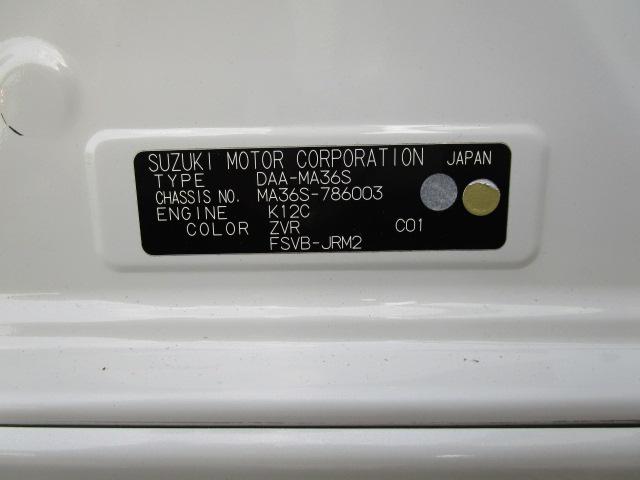 SUZUKI MOTOR CORPORATION JAPAN
TYPE DAA-MA36S
CHASSIS NO. MA36S-786003
ENGINE K12C
COLOR ZVR C01
FSVB-JRM2